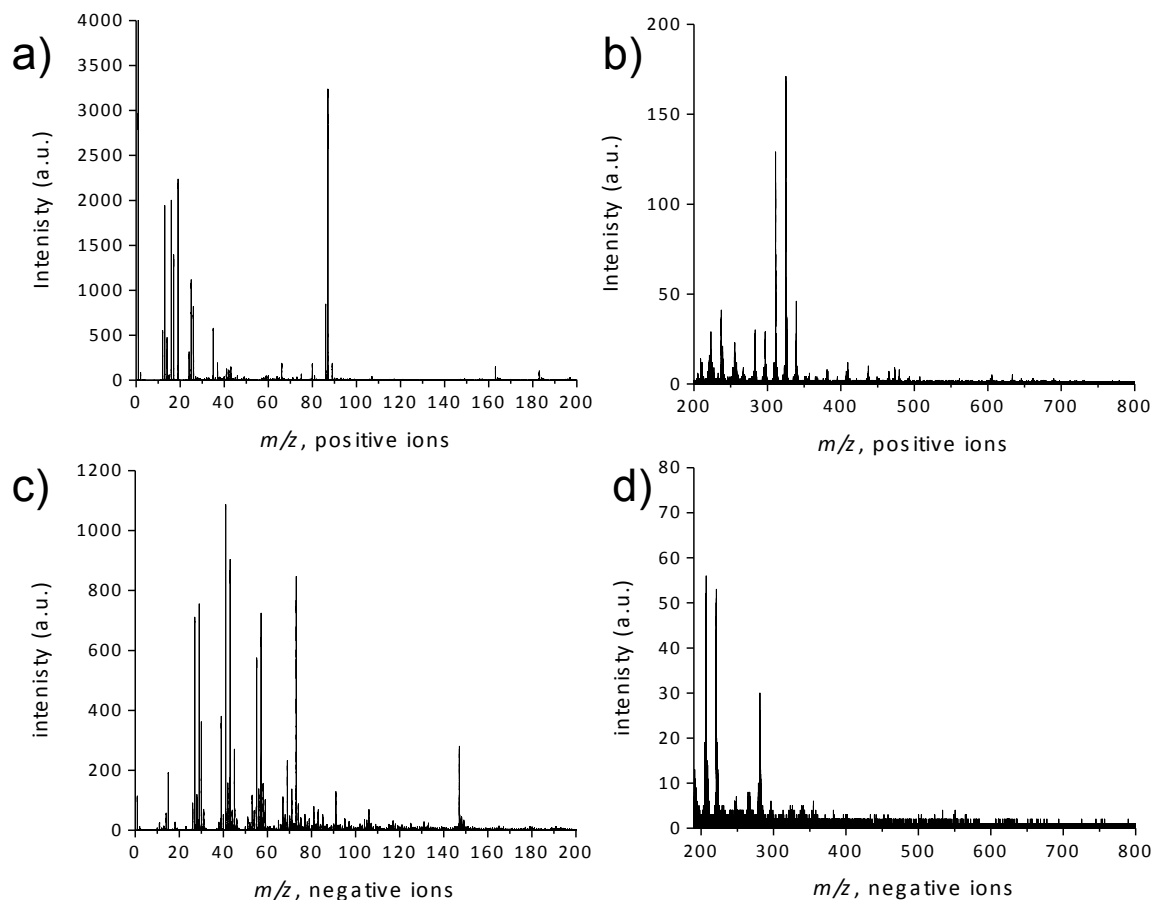 a)
4000
3500
3000
2500
2000
1500
1000
500
0
Intenisty (a.u.)
0 20 40 60 80 100 120 140 160 180 200
m/z, positive ions
b)
200
150
100
50
0
Intenisty (a.u.)
200 300 400 500 600 700 800
m/z, positive ions
c)
1200
1000
800
600
400
200
0
intenisty (a.u.)
0 20 40 60 80 100 120 140 160 180 200
m/z, negative ions
d)
80
70
60
50
40
30
20
10
0
intenisty (a.u.)
200 300 400 500 600 700 800
m/z, negative ions